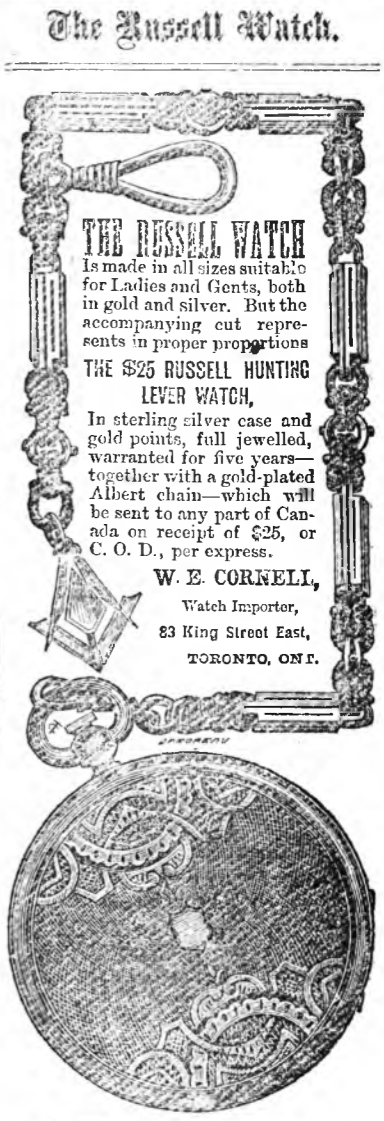 The Russell Watch.
THE RUSSELL WATCH
Is made in all sizes suitable
for Ladies and Gents, both
in gold and silver. But the
accompanying cut repre-
sents in proper proportions
THE $25 RUSSELL HUNTING
LEVER WATCH,
In sterling silver case and
gold points, full jewelled,
warranted for five years—
together with a gold-plated
Albert chain—which will
be sent to any part of Can-
ada on receipt of $25, or
C. O. D., per express.
W. E. CORNELL,
Watch Importer,
83 King Street East,
TORONTO, ONT.